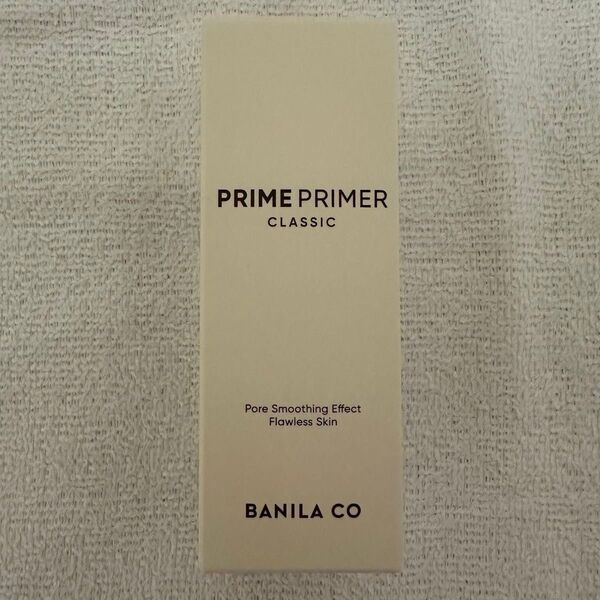 PRIME PRIMER
CLASSIC
Pore Smoothing Effect
Flawless Skin
BANILA CO